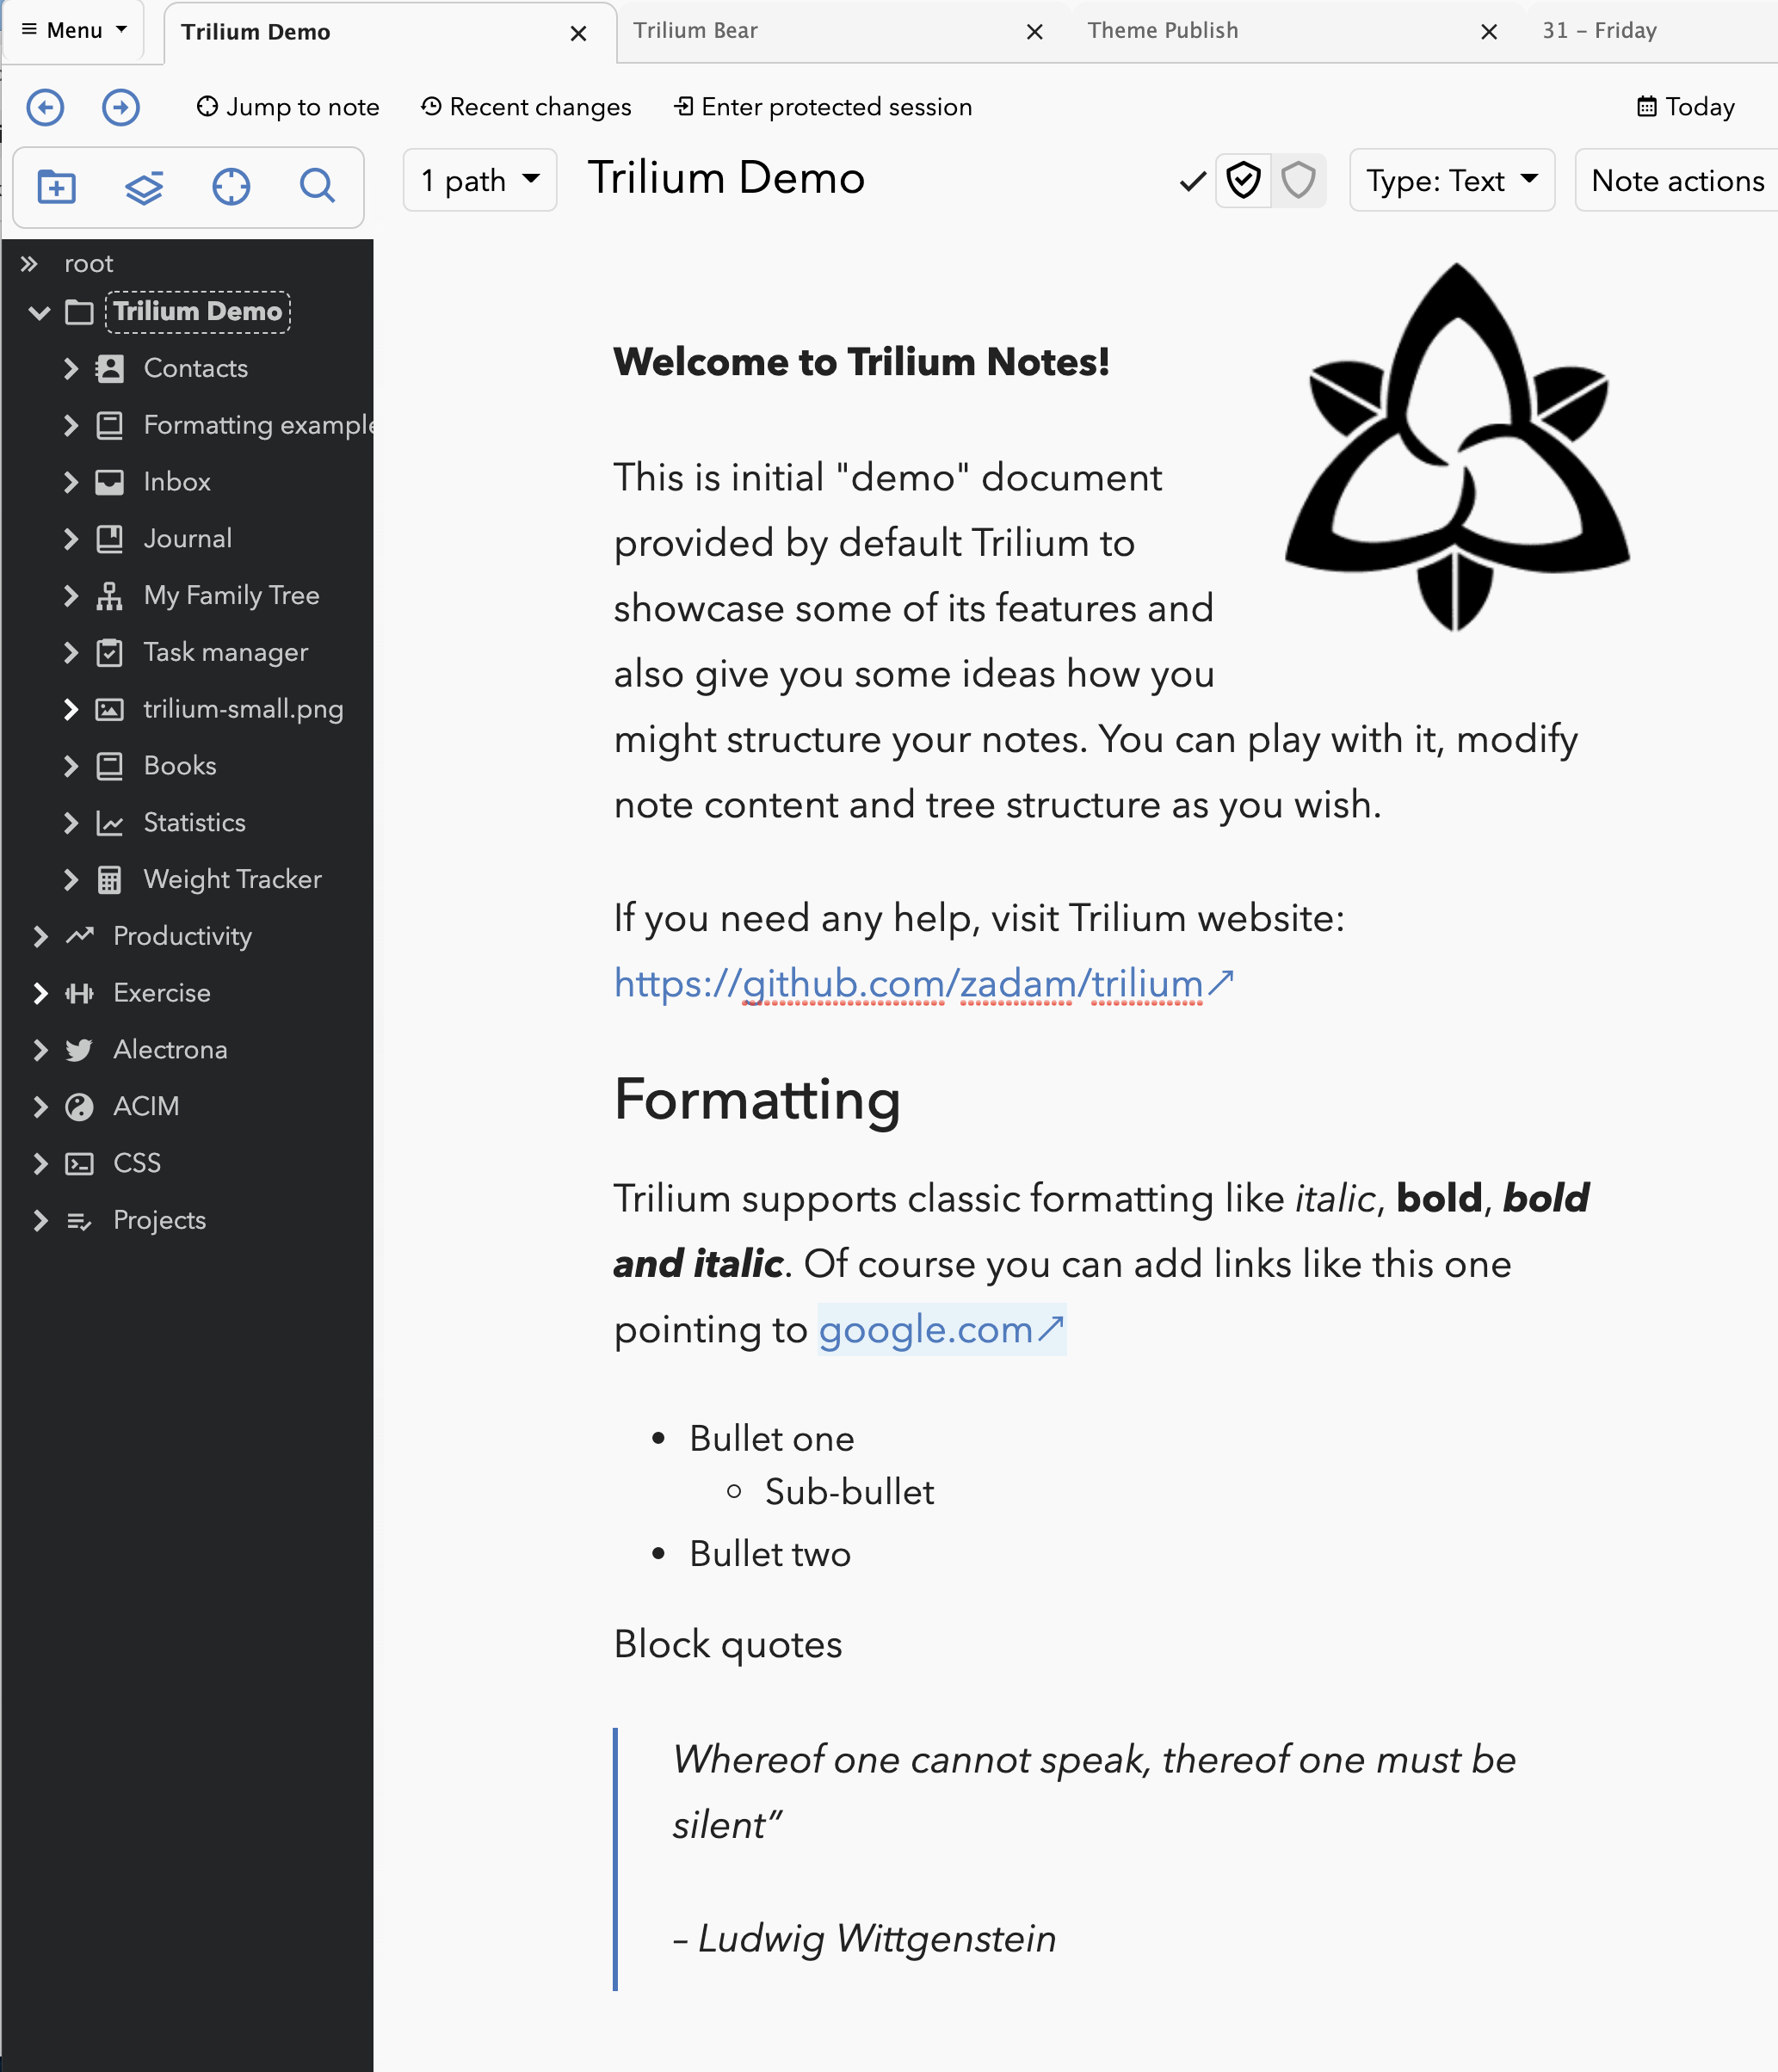 Menu
Trilium Demo
Trilium Bear
Theme Publish
31 – Friday
Jump to note
Recent changes
Enter protected session
Today
1 path
Trilium Demo
Type: Text
Note actions
root
Trilium Demo
Contacts
Formatting example
Inbox
Journal
My Family Tree
Task manager
trilium-small.png
Books
Statistics
Weight Tracker
Productivity
Exercise
Alectrona
ACIM
CSS
Projects
Welcome to Trilium Notes!
This is initial "demo" document
provided by default Trilium to
showcase some of its features and
also give you some ideas how you
might structure your notes. You can play with it, modify
note content and tree structure as you wish.
If you need any help, visit Trilium website:
https://github.com/zadam/trilium
Formatting
Trilium supports classic formatting like italic, bold, bold
and italic. Of course you can add links like this one
pointing to google.com
Bullet one
Sub-bullet
Bullet two
Block quotes
Whereof one cannot speak, thereof one must be
silent”
– Ludwig Wittgenstein